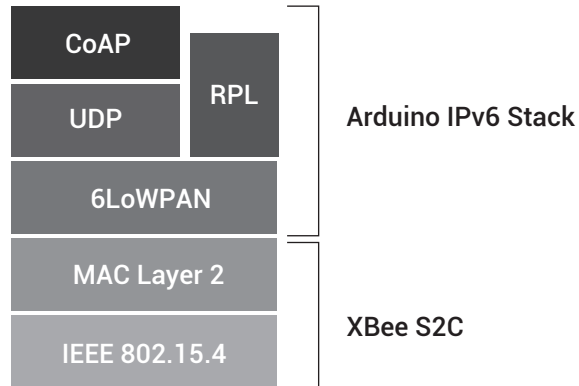 CoAP
UDP
RPL
6LoWPAN
MAC Layer 2
IEEE 802.15.4
Arduino IPv6 Stack
XBee S2C